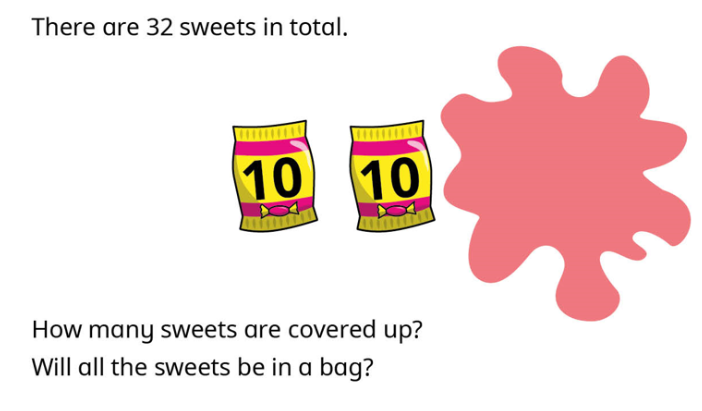 There are 32 sweets in total.
10 10
How many sweets are covered up?
Will all the sweets be in a bag?